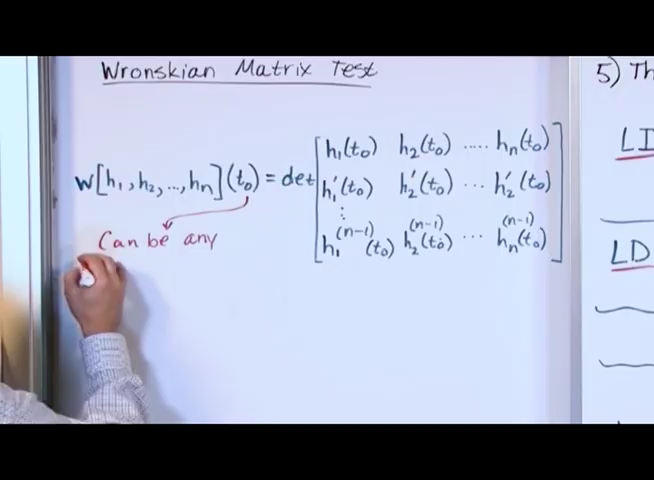 Wronskian Matrix Test
5) Th
W[h₁, h₂, ..., hₙ](t₀) = det
h₁(t₀) h₂(t₀) ..... hₙ(t₀)
h₁′(t₀) h₂′(t₀) ... h₂′(t₀)
⋮
h₁⁽ⁿ⁻¹⁾(t₀) h₂⁽ⁿ⁻¹⁾(t₀) ... hₙ⁽ⁿ⁻¹⁾(t₀)
Can be any
LI
LD